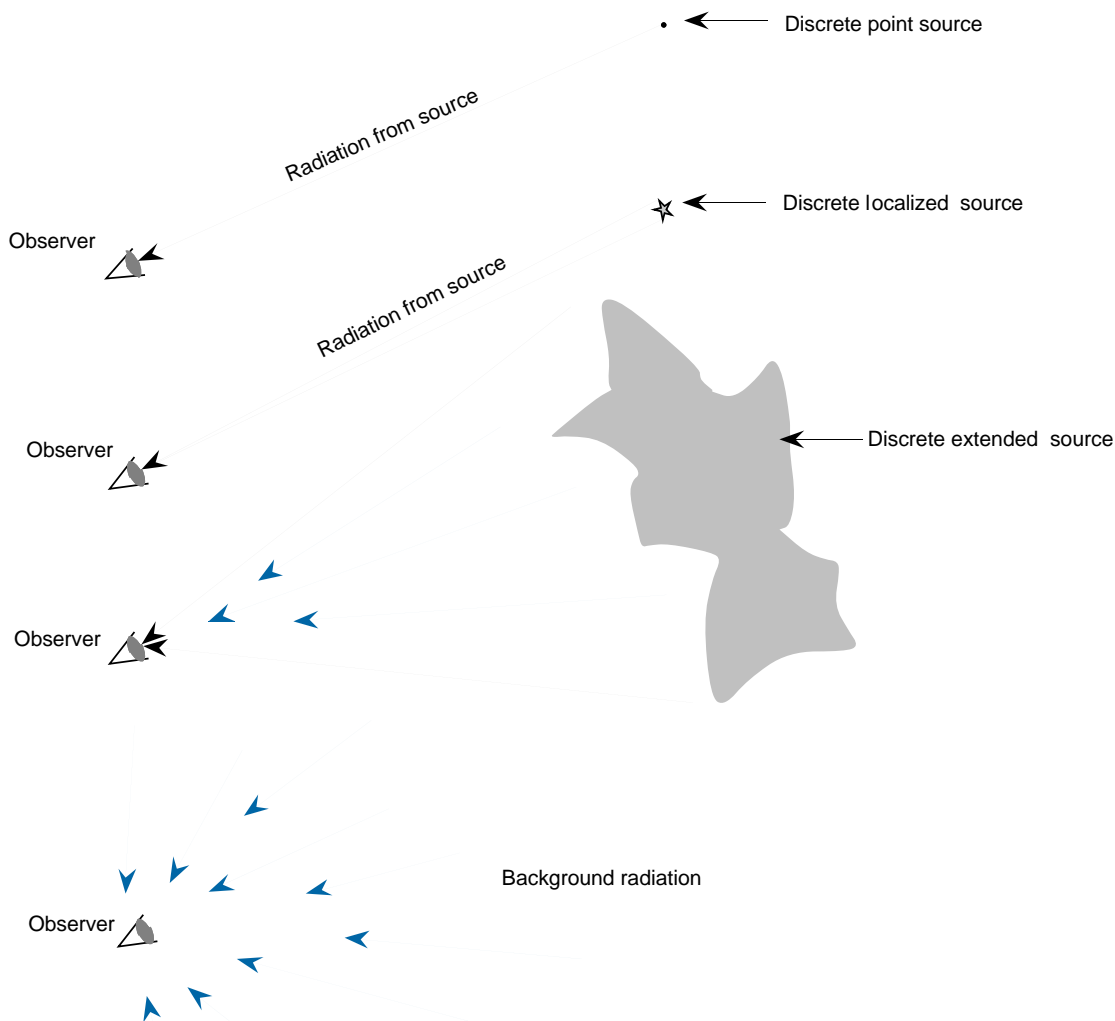 Discrete point source
Radiation from source
Discrete localized source
Observer
Radiation from source
Discrete extended source
Observer
Observer
Background radiation
Observer